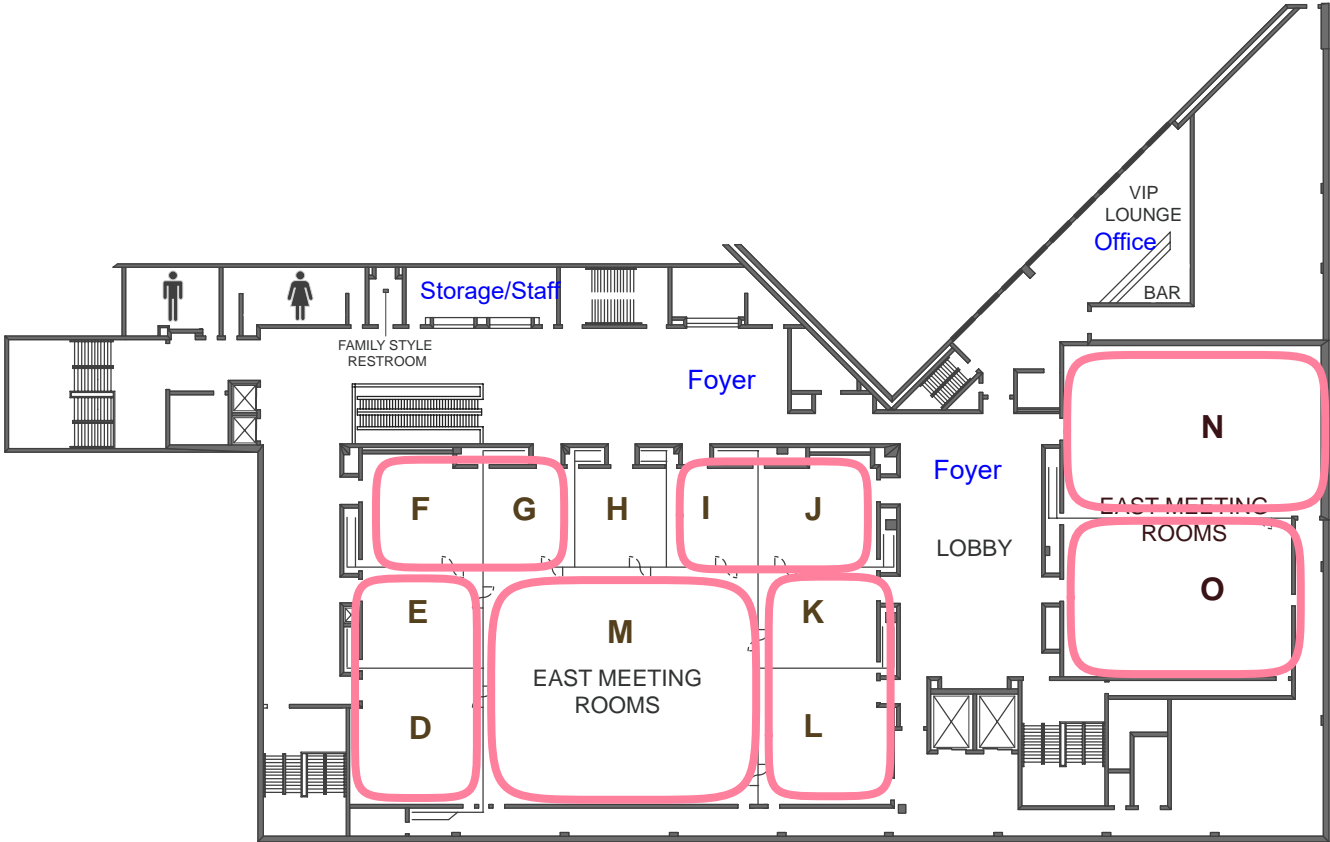 VIP
LOUNGE
Office
BAR
Storage/Staff
FAMILY STYLE
RESTROOM
Foyer
N
Foyer
EAST MEETING
ROOMS
F
G
H
I
J
LOBBY
O
E
M
K
EAST MEETING
ROOMS
D
L